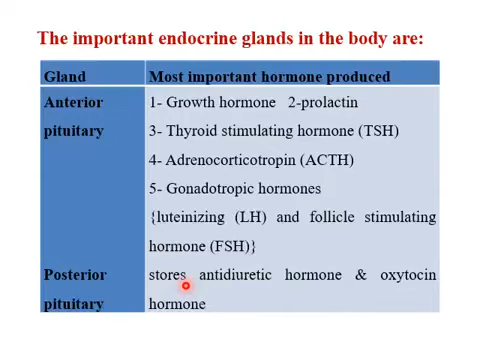 The important endocrine glands in the body are:
Gland Most important hormone produced
Anterior 1- Growth hormone 2-prolactin
pituitary 3- Thyroid stimulating hormone (TSH)
4- Adrenocorticotropin (ACTH)
5- Gonadotropic hormones
{luteinizing (LH) and follicle stimulating
hormone (FSH)}
Posterior stores antidiuretic hormone & oxytocin
pituitary hormone